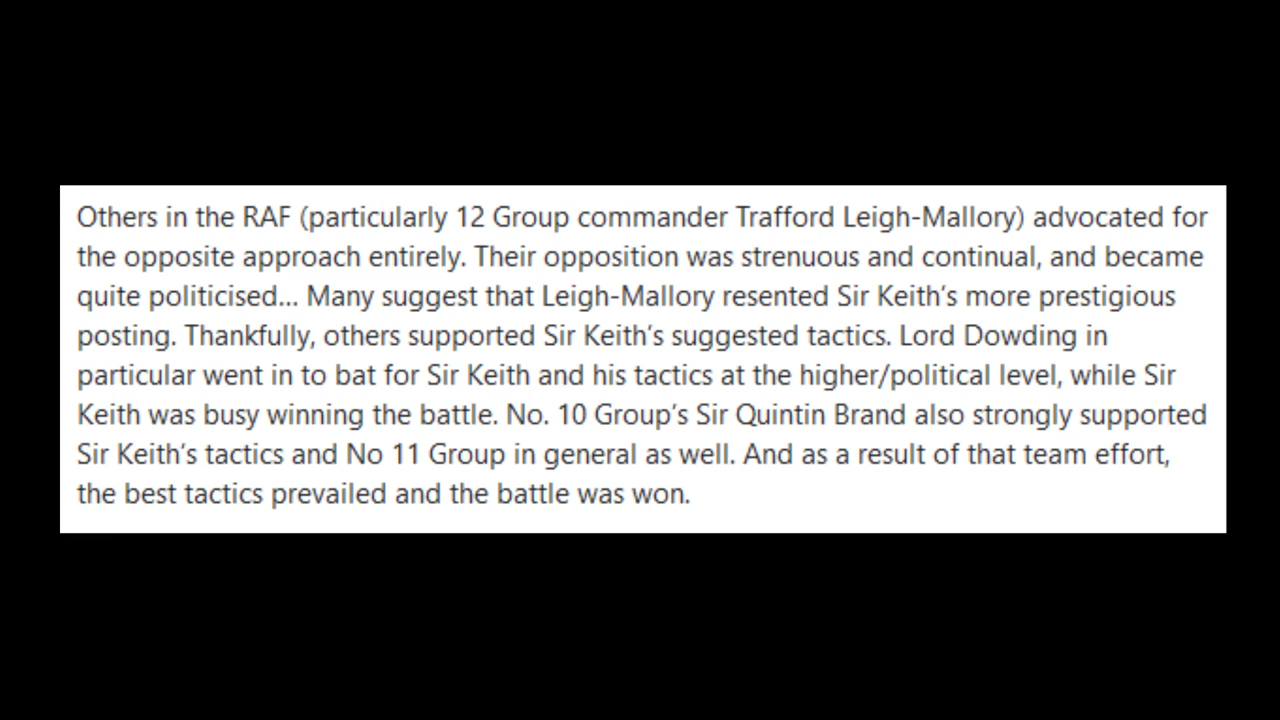 Others in the RAF (particularly 12 Group commander Trafford Leigh-Mallory) advocated for
the opposite approach entirely. Their opposition was strenuous and continual, and became
quite politicised... Many suggest that Leigh-Mallory resented Sir Keith’s more prestigious
posting. Thankfully, others supported Sir Keith’s suggested tactics. Lord Dowding in
particular went in to bat for Sir Keith and his tactics at the higher/political level, while Sir
Keith was busy winning the battle. No. 10 Group’s Sir Quintin Brand also strongly supported
Sir Keith’s tactics and No 11 Group in general as well. And as a result of that team effort,
the best tactics prevailed and the battle was won.